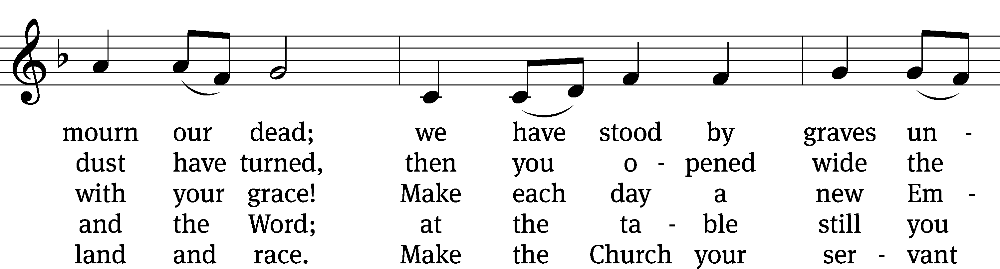 mourn our dead; we have stood by graves un -
dust have turned, then you o - pened wide the
with your grace! Make each day a new Em -
and the Word; at the ta - ble still you
land and race. Make the Church your ser - vant